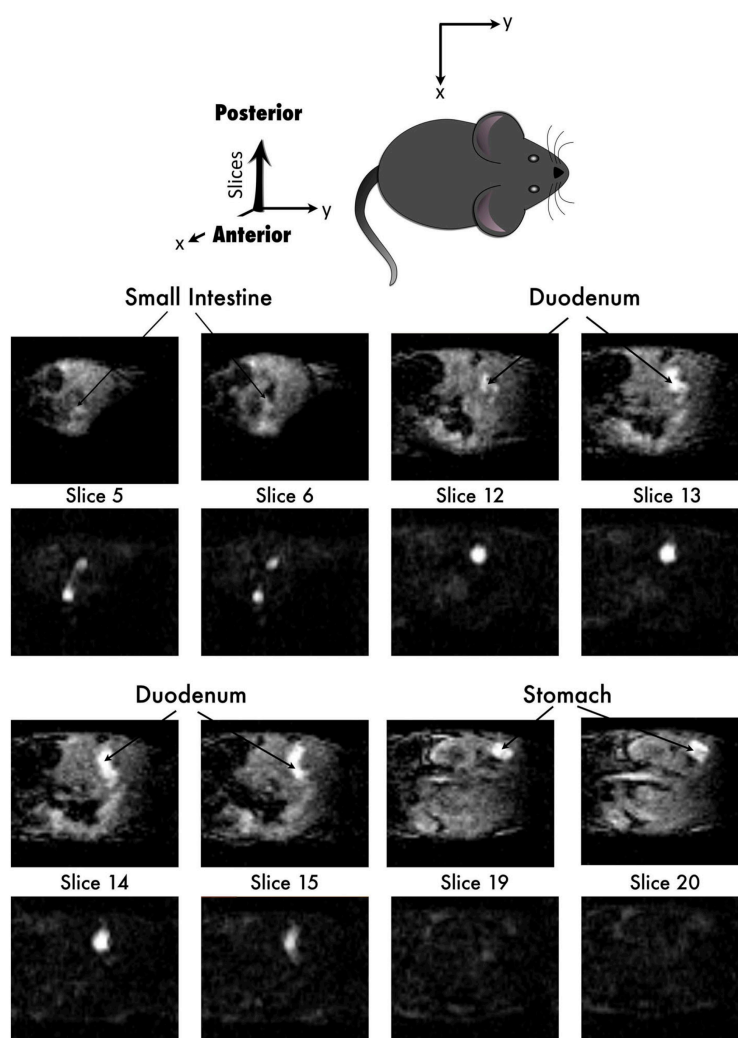 y
x
Posterior
Slices
y
x
Anterior
Small Intestine
Duodenum
Slice 5
Slice 6
Slice 12
Slice 13
Duodenum
Stomach
Slice 14
Slice 15
Slice 19
Slice 20